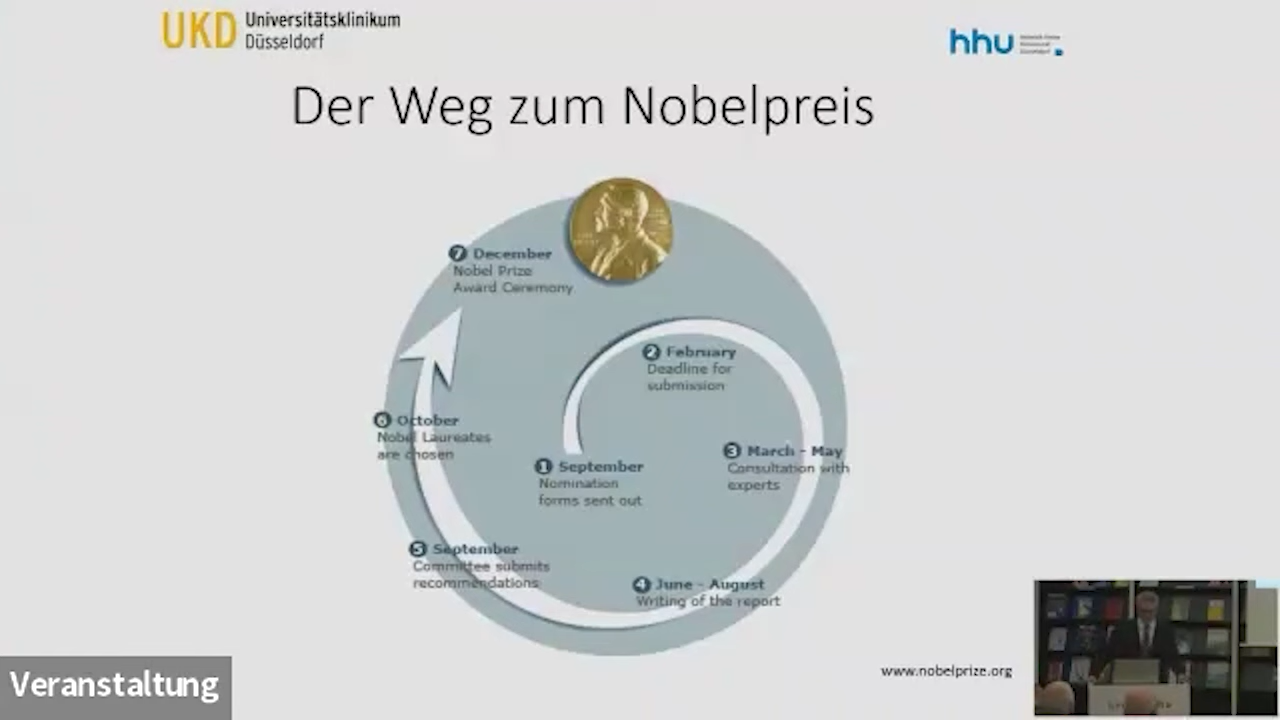 UKD Universitätsklinikum
Düsseldorf
hhu
Der Weg zum Nobelpreis
7 December
Nobel Prize
Award Ceremony
2 February
Deadline for
submission
6 October
Nobel Laureates
are chosen
3 March - May
Consultation with
experts
1 September
Nomination
forms sent out
5 September
Committee submits
recommendations
4 June - August
Writing of the report
www.nobelprize.org
Veranstaltung